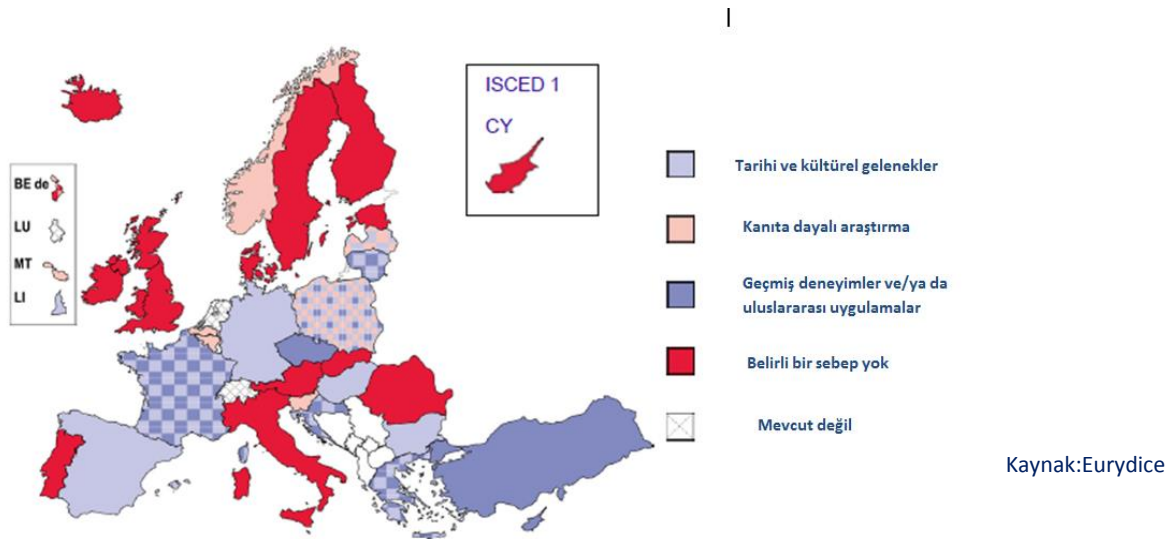 ISCED 1
CY
BE de
LU
MT
LI
Tarihi ve kültürel gelenekler
Kanıta dayalı araştırma
Geçmiş deneyimler ve/ya da
uluslararası uygulamalar
Belirli bir sebep yok
Mevcut değil
Kaynak:Eurydice